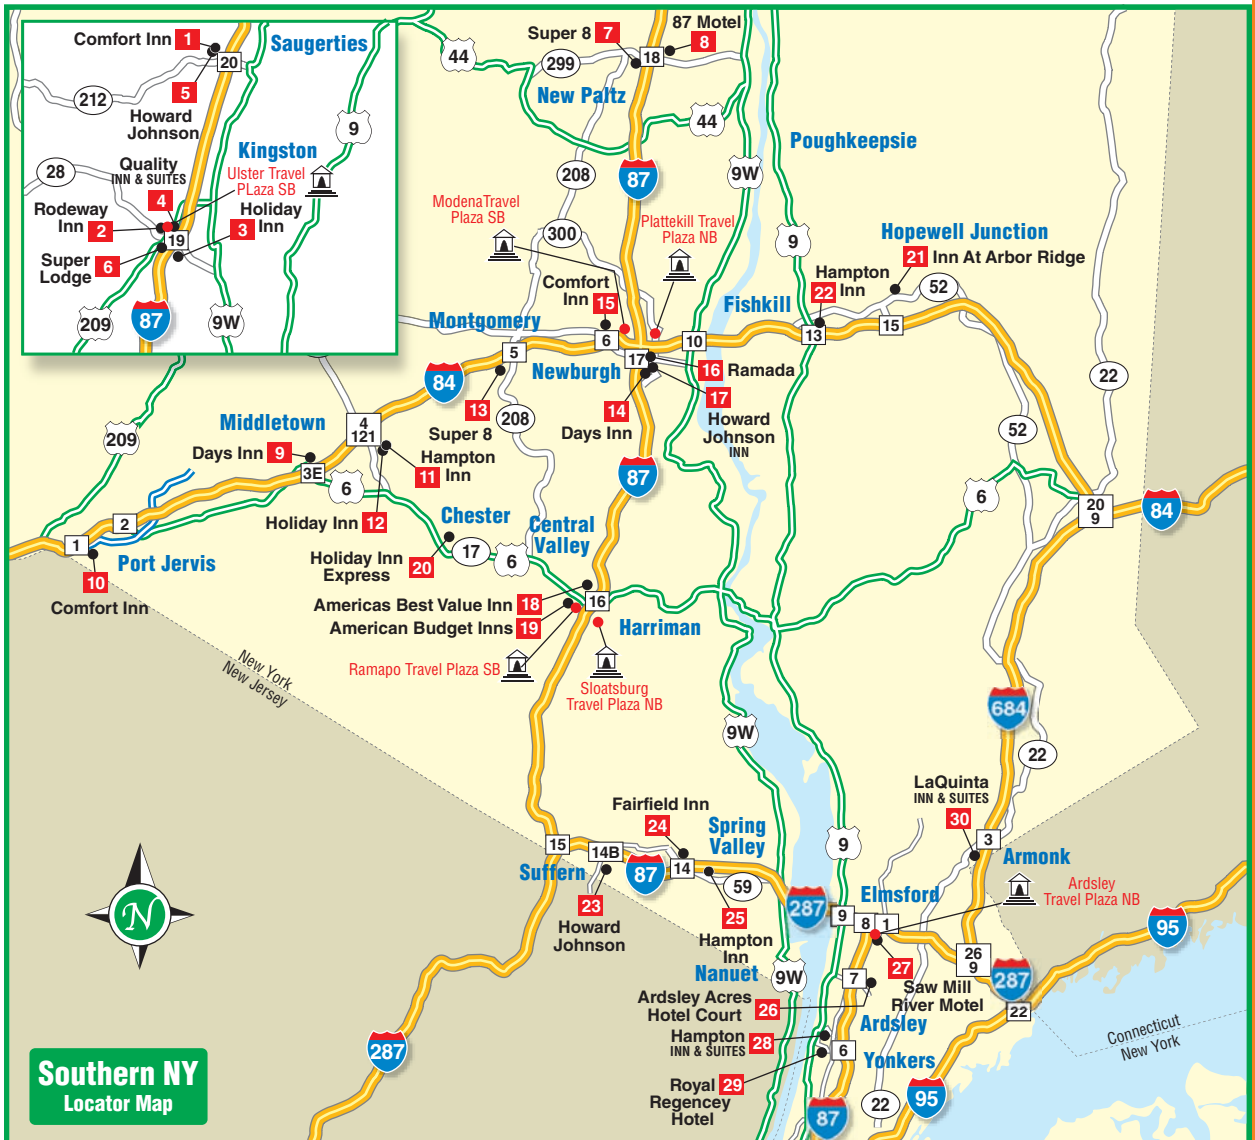 Comfort Inn 1
Saugerties
20
212
5
Howard
Johnson
9
Kingston
Quality
INN & SUITES
28
Ulster Travel
PLaza SB
4
Rodeway
Inn 2
Holiday
3 Inn
19
Super
Lodge 6
209
87
9W
44
Super 8 7
87 Motel
8
18
299
New Paltz
44
Poughkeepsie
208
87
9W
ModenaTravel
Plaza SB
300
Plattekill Travel
Plaza NB
9
Hopewell Junction
21 Inn At Arbor Ridge
Hampton
22 Inn
52
Comfort
Inn 15
Fishkill
Montgomery
13
15
5
6
10
17
Newburgh
16 Ramada
84
22
13
208
14
17
Super 8
Days Inn
Howard
Johnson
INN
209
Middletown
4
121
52
Days Inn 9
3E
Hampton
Inn
11
6
87
6
20
9
84
2
Holiday Inn 12
Chester
Central
Valley
1
Port Jervis
10
Comfort Inn
Holiday Inn
Express 20
17
6
Americas Best Value Inn 18
16
American Budget Inns 19
Harriman
New York
New Jersey
Ramapo Travel Plaza SB
Sloatsburg
Travel Plaza NB
684
9W
22
LaQuinta
INN & SUITES
30
3
Armonk
Fairfield Inn
24
Spring
Valley
15
14B
9
Suffern
87
14
59
Elmsford
Ardsley
Travel Plaza NB
23
Howard
Johnson
25
Hampton
Inn
287
9
8
1
95
N
Nanuet
9W
7
27
Saw Mill
River Motel
26
9
287
22
Ardsley Acres
Hotel Court 26
Ardsley
Hampton
INN & SUITES 28
6
Yonkers
Connecticut
New York
287
Southern NY
Locator Map
Royal 29
Regencey
Hotel
87
22
95